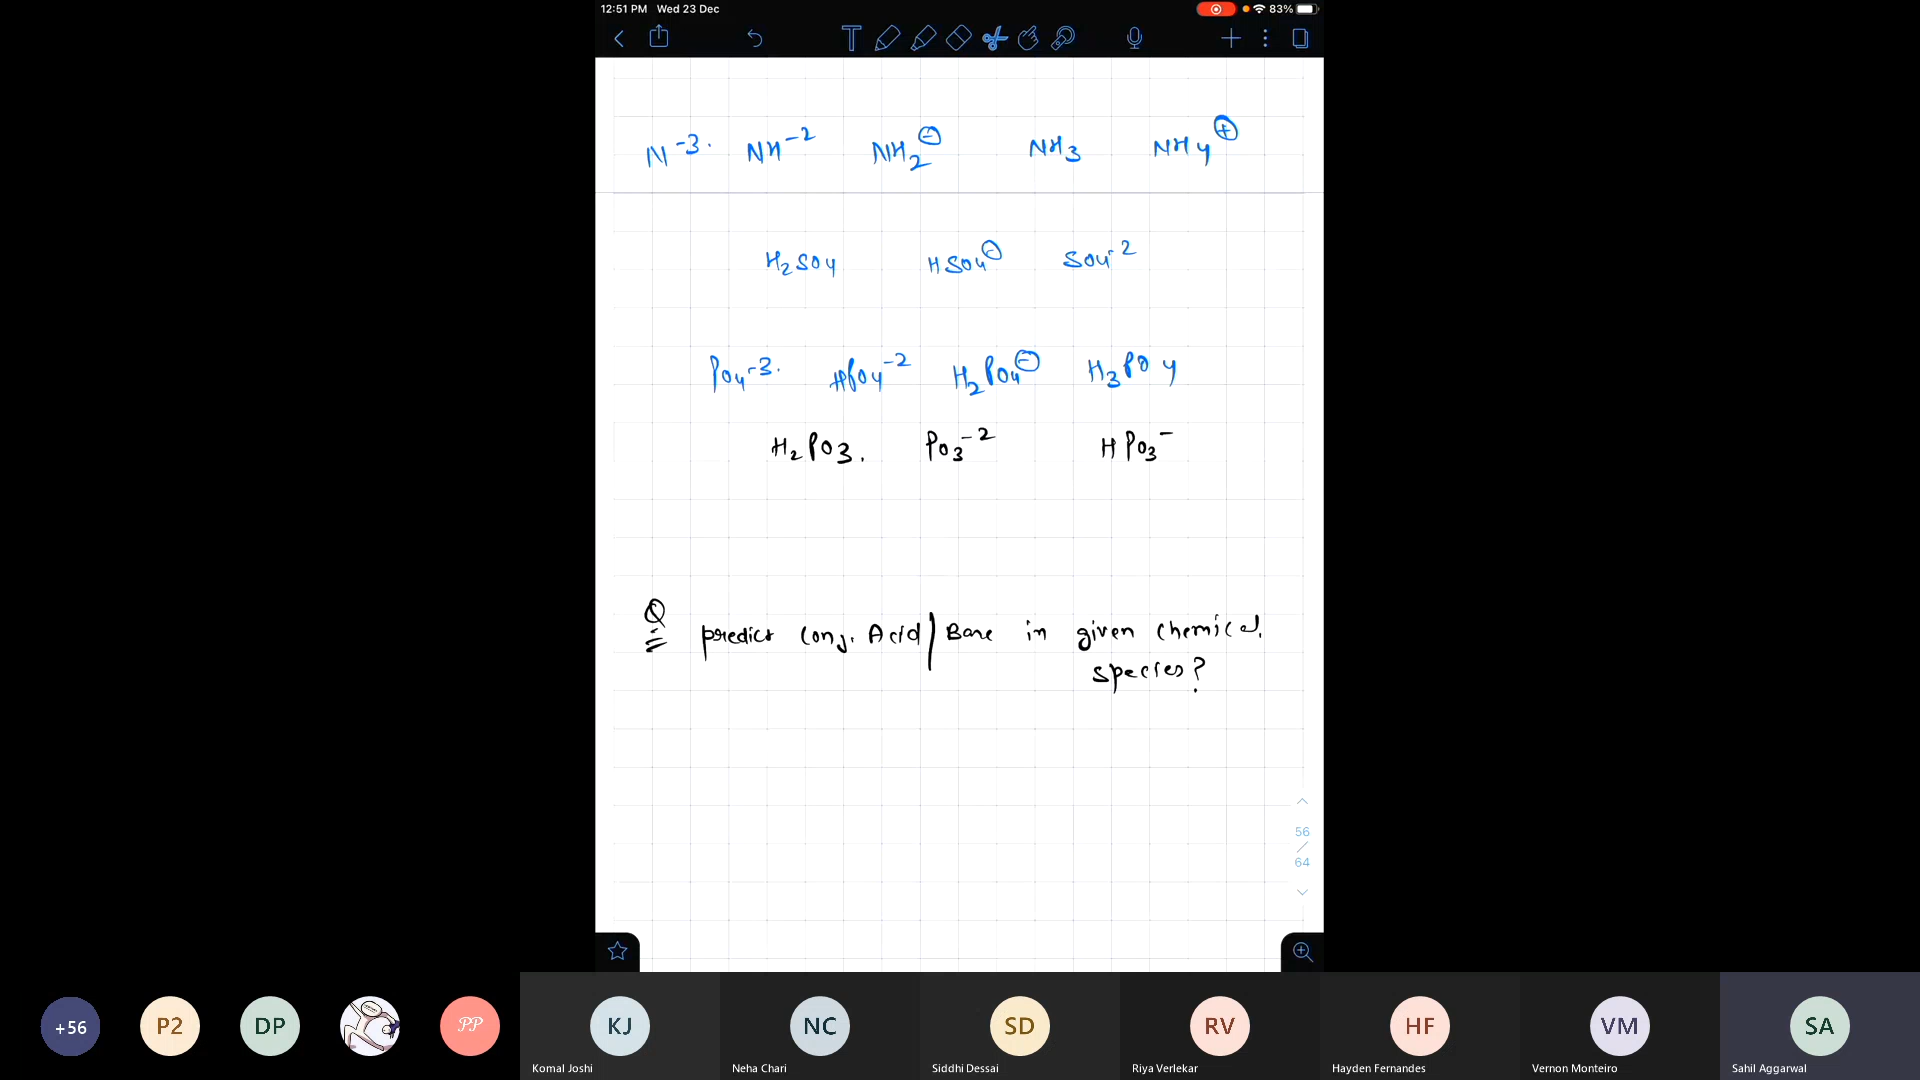 12:51 PM Wed 23 Dec 83%
T
N⁻³. NH⁻² NH₂⊖ NH₃ NH₄⊕
H₂SO₄ HSO₄⊖ SO₄⁻²
PO₄⁻³. HPO₄⁻² H₂PO₄⊖ H₃PO₄
H₂PO₃. PO₃⁻² HPO₃⁻
Q predict Conj. Acid / Base in given chemical.
species?
56
/
64
+56 P2 DP PP KJ NC SD RV HF VM SA
Komal Joshi Neha Chari Siddhi Dessai Riya Verlekar Hayden Fernandes Vernon Monteiro Sahil Aggarwal